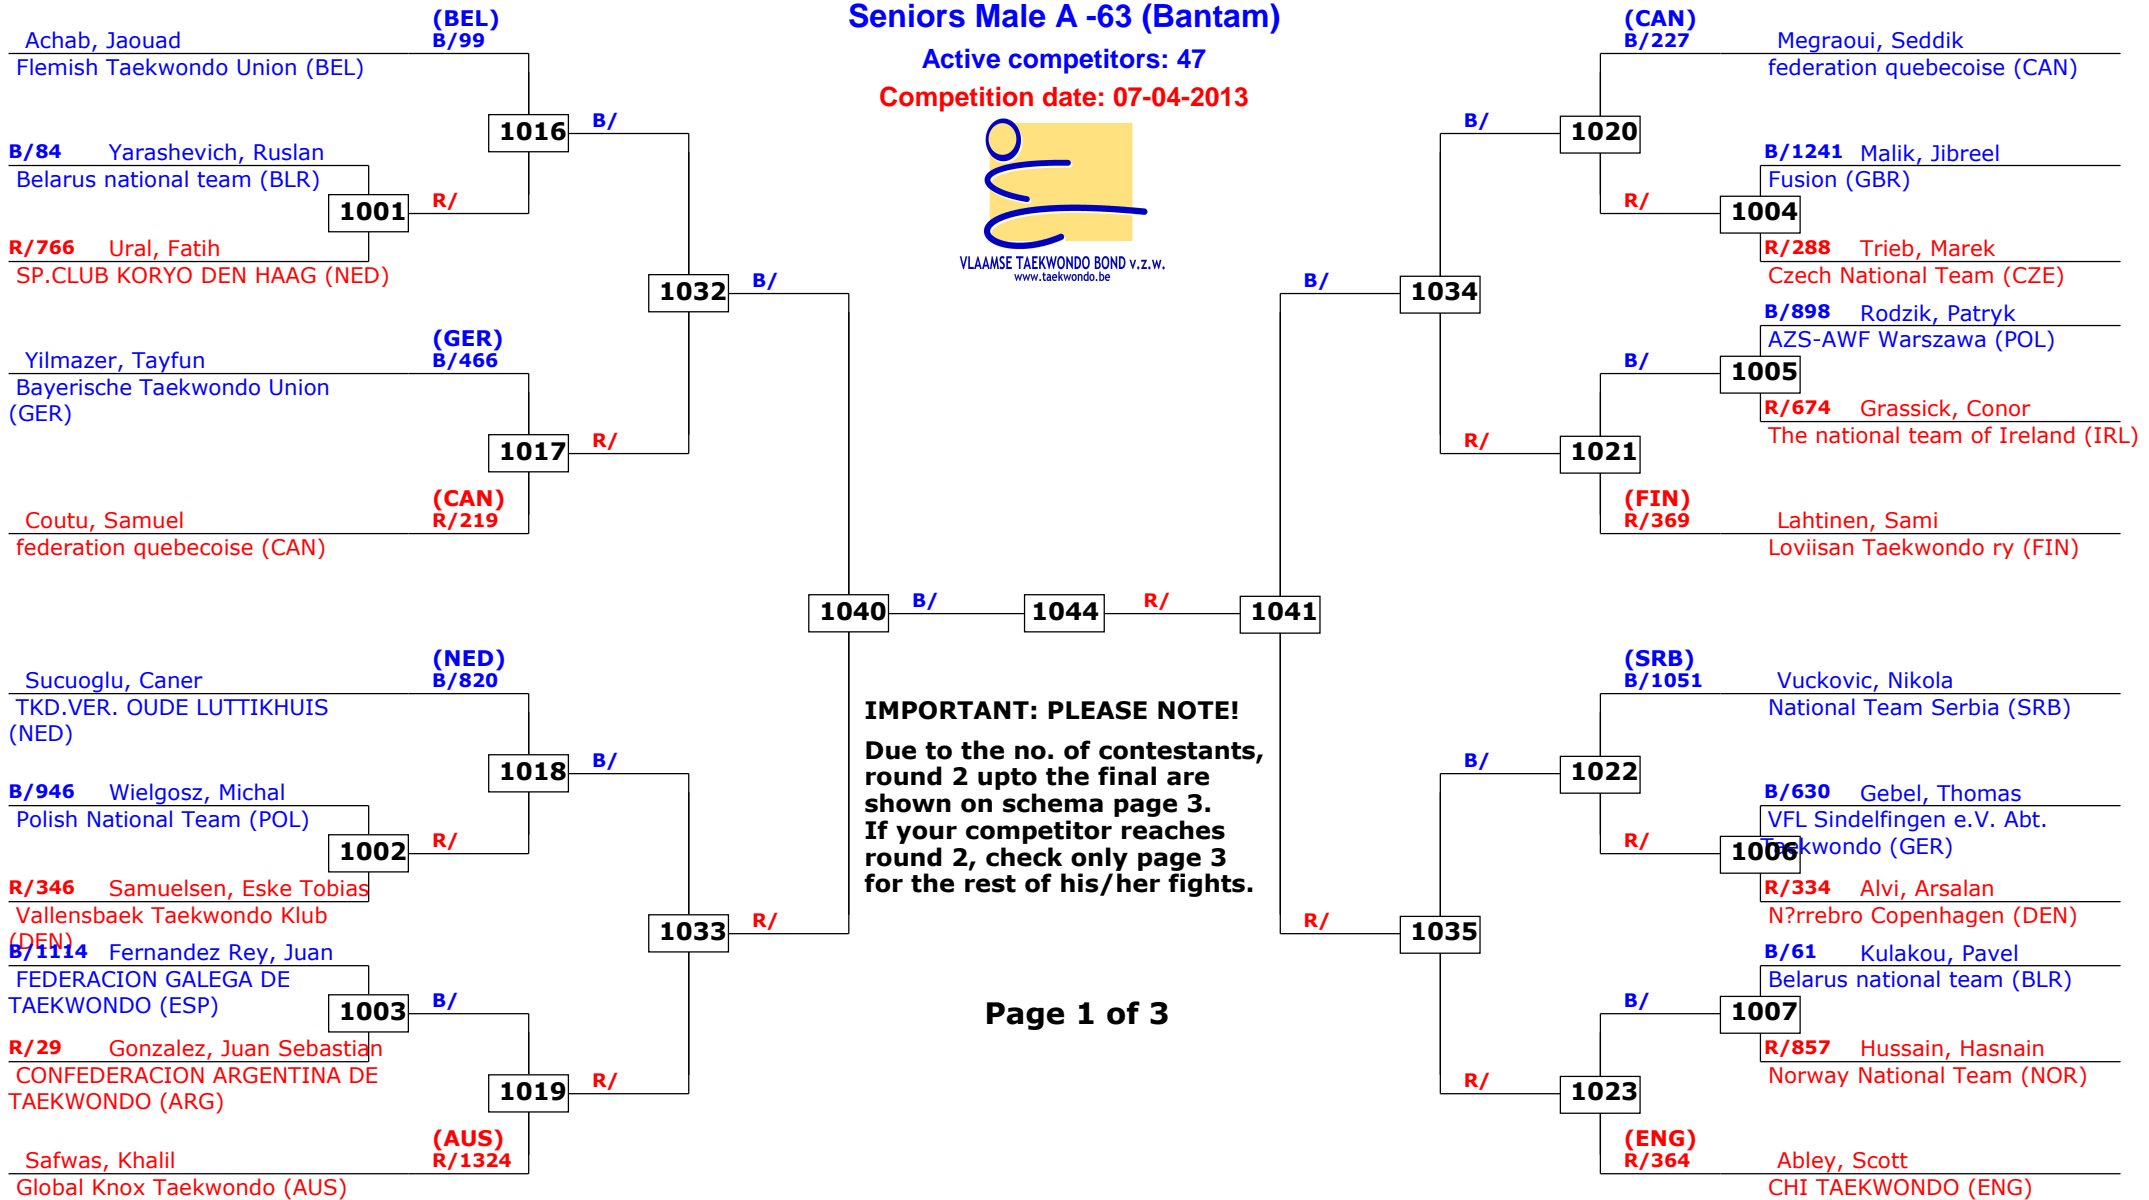 Seniors Male A -63 (Bantam)
Active competitors: 47
Competition date: 07-04-2013
VLAAMSE TAEKWONDO BOND v.z.w.
www.taekwondo.be
(BEL)
Achab, Jaouad B/99
Flemish Taekwondo Union (BEL)
1016 B/
B/84 Yarashevich, Ruslan
Belarus national team (BLR)
1001 R/
R/766 Ural, Fatih
SP.CLUB KORYO DEN HAAG (NED)
1032 B/
(GER)
Yilmazer, Tayfun B/466
Bayerische Taekwondo Union
(GER)
1017 R/
(CAN)
Coutu, Samuel R/219
federation quebecoise (CAN)
1040 B/ 1044 R/ 1041
(NED)
Sucuoglu, Caner B/820
TKD.VER. OUDE LUTTIKHUIS
(NED)
1018 B/
B/946 Wielgosz, Michal
Polish National Team (POL)
1002 R/
R/346 Samuelsen, Eske Tobias
Vallensbaek Taekwondo Klub
(DEN)
1033 R/
B/1114 Fernandez Rey, Juan
FEDERACION GALEGA DE
TAEKWONDO (ESP)
1003 B/
R/29 Gonzalez, Juan Sebastian
CONFEDERACION ARGENTINA DE
TAEKWONDO (ARG)
1019 R/
(AUS)
Safwas, Khalil R/1324
Global Knox Taekwondo (AUS)
IMPORTANT: PLEASE NOTE!
Due to the no. of contestants,
round 2 upto the final are
shown on schema page 3.
If your competitor reaches
round 2, check only page 3
for the rest of his/her fights.
Page 1 of 3
(CAN)
B/227 Megraoui, Seddik
federation quebecoise (CAN)
B/ 1020
B/1241 Malik, Jibreel
Fusion (GBR)
R/ 1004
R/288 Trieb, Marek
Czech National Team (CZE)
B/ 1034
B/898 Rodzik, Patryk
AZS-AWF Warszawa (POL)
B/ 1005
R/674 Grassick, Conor
The national team of Ireland (IRL)
R/ 1021
(FIN)
R/369 Lahtinen, Sami
Loviisan Taekwondo ry (FIN)
(SRB)
B/1051 Vuckovic, Nikola
National Team Serbia (SRB)
B/ 1022
B/630 Gebel, Thomas
VFL Sindelfingen e.V. Abt.
Taekwondo (GER)
R/ 1006
R/334 Alvi, Arsalan
N?rrebro Copenhagen (DEN)
R/ 1035
B/61 Kulakou, Pavel
Belarus national team (BLR)
B/ 1007
R/857 Hussain, Hasnain
Norway National Team (NOR)
R/ 1023
(ENG)
R/364 Abley, Scott
CHI TAEKWONDO (ENG)